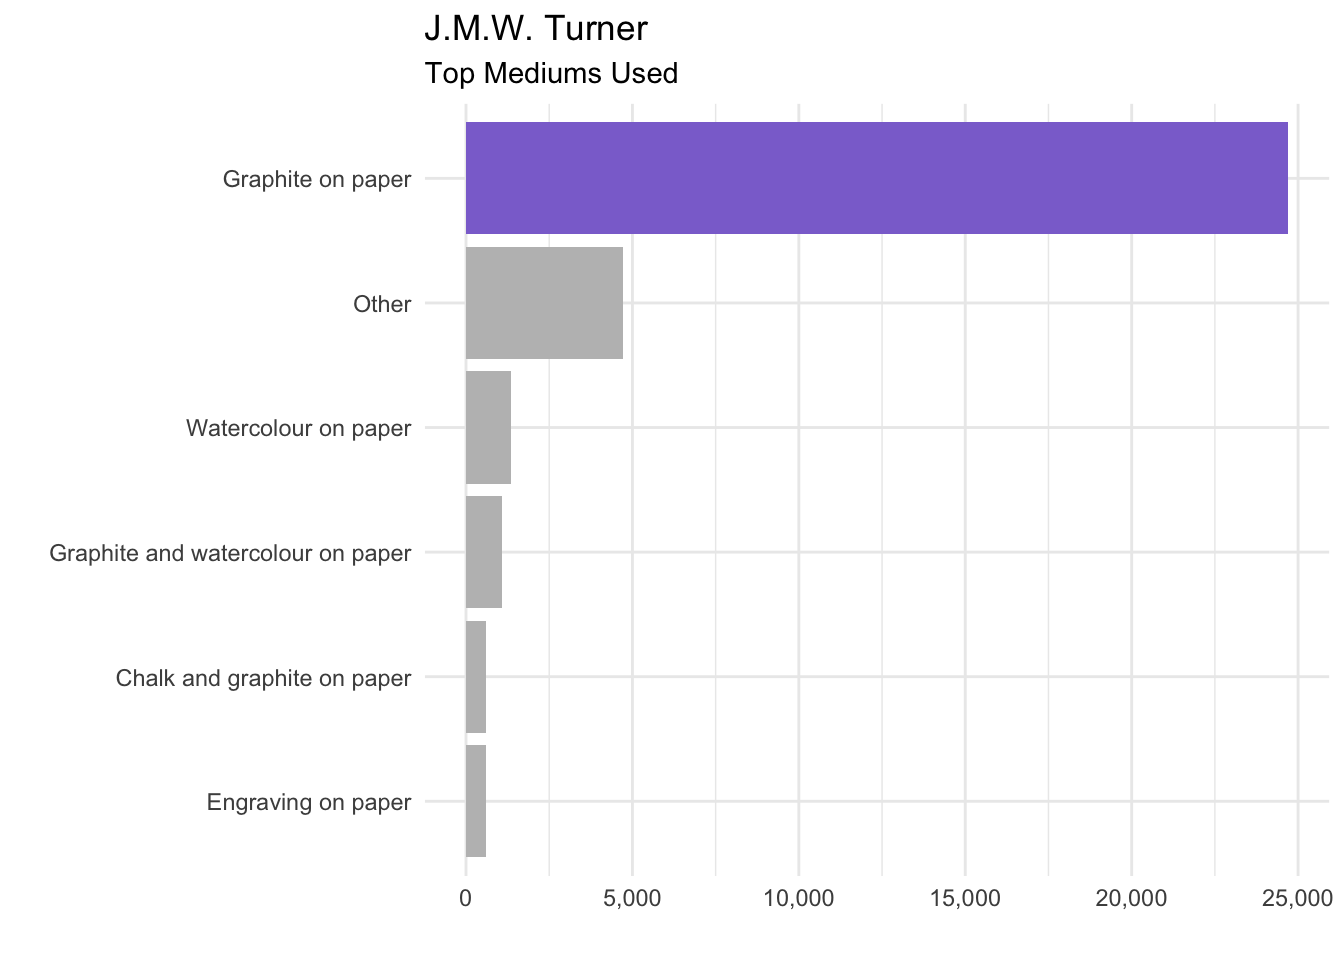 J.M.W. Turner
Top Mediums Used
Graphite on paper
Other
Watercolour on paper
Graphite and watercolour on paper
Chalk and graphite on paper
Engraving on paper
0 5,000 10,000 15,000 20,000 25,000